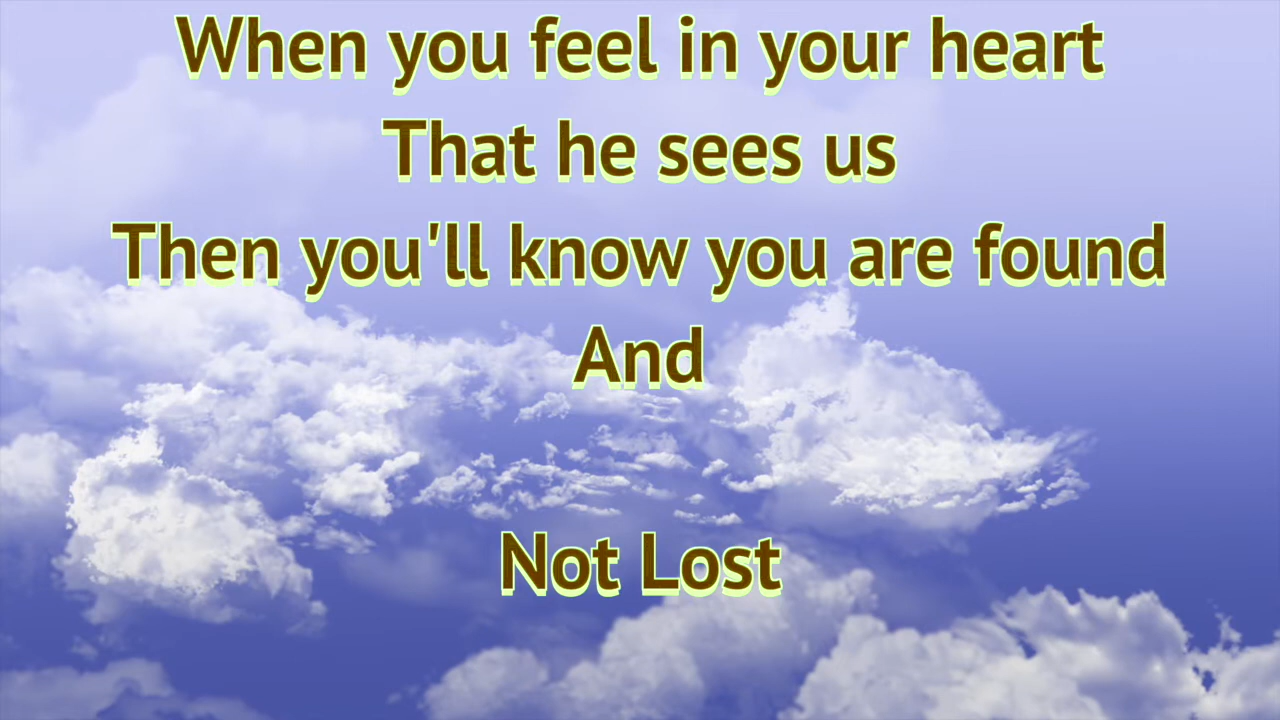 When you feel in your heart
That he sees us
Then you'll know you are found
And
Not Lost